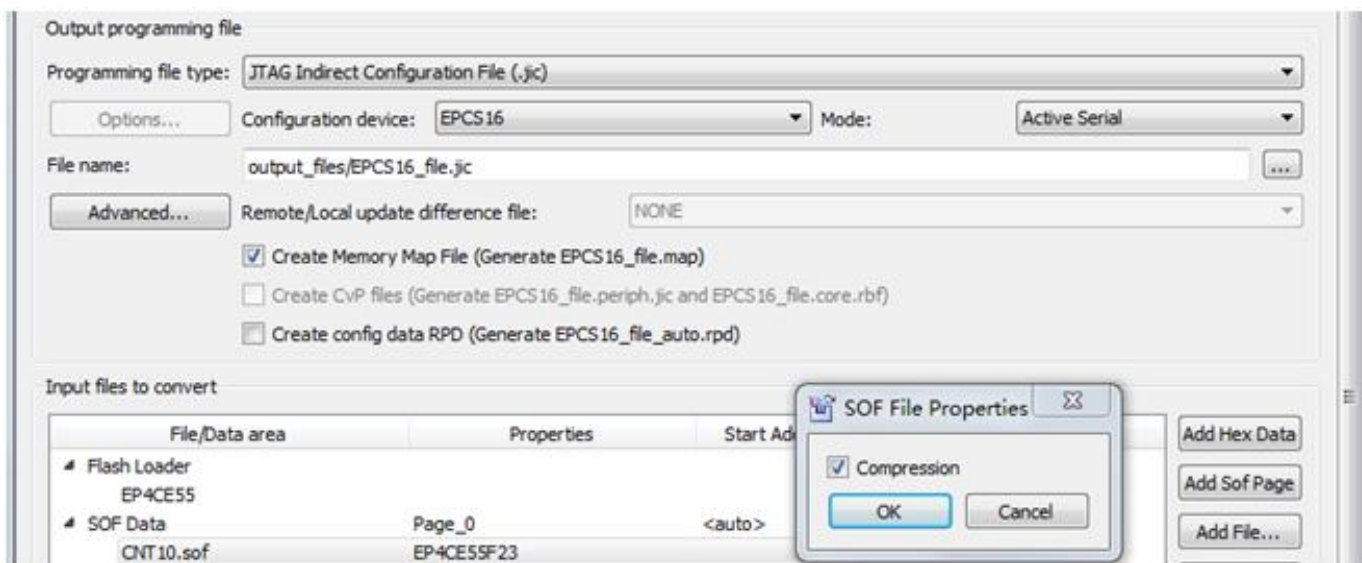 Output programming file
Programming file type: JTAG Indirect Configuration File (.jic)
Options... Configuration device: EPCS16 Mode: Active Serial
File name: output_files/EPCS16_file.jic ...
Advanced... Remote/Local update difference file: NONE
Create Memory Map File (Generate EPCS16_file.map)
Create CvP files (Generate EPCS16_file.periph.jic and EPCS16_file.core.rbf)
Create config data RPD (Generate EPCS16_file_auto.rpd)
Input files to convert
File/Data area Properties Start Add
Flash Loader
EP4CE55
SOF Data Page_0 <auto>
CNT10.sof EP4CE55F23
SOF File Properties
Compression
OK Cancel
Add Hex Data
Add Sof Page
Add File...